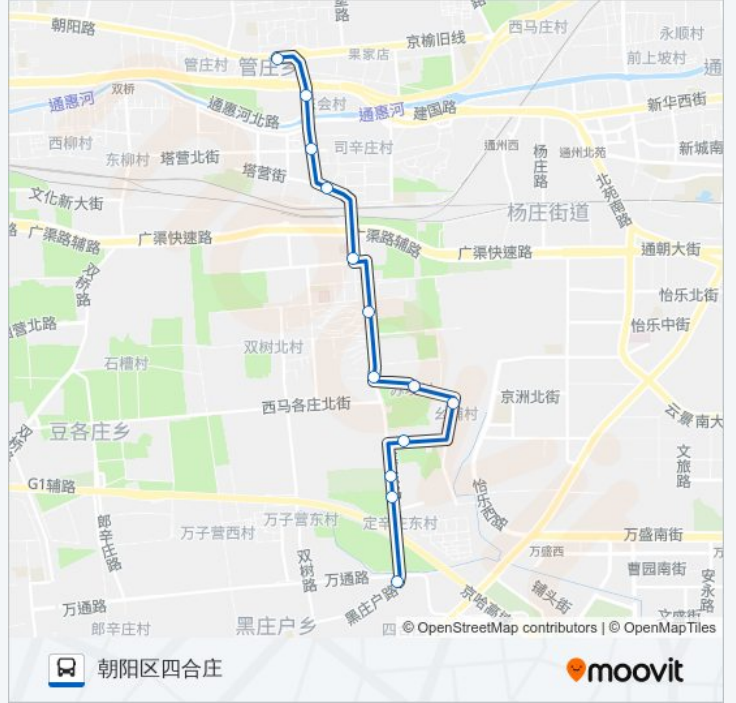 朝阳路
西马庄村
永顺村
京榆旧线
管庄村
管庄乡
果家店
前上坡村
通
双桥
通惠河
会村
通惠河
建国路
新华西街
通惠河北路
西柳村
东柳村
塔营北街
司辛庄村
通州西
杨庄路
通州北苑
新城南
塔营街
文化新大街
杨庄街道
北苑南路
路
广渠路辅路
广渠快速路
广渠路辅路
广渠快速路
通朝大街
双桥路
怡乐北街
营北路
怡乐中街
双树北村
石槽村
西马各庄北街
京洲北街
云景南大
豆各庄乡
双桥
文旅路
G1辅路
怡乐西路
万子营东村
定辛庄东村
郎辛庄路
万子营西村
万盛南街
万盛西
双树路
万通路
曹园南街
安永路
铺头街
万通路
黑庄户路
京哈高
郎辛庄村
黑庄户乡
四
© OpenStreetMap contributors | © OpenMapTiles
朝阳区四合庄
moovit